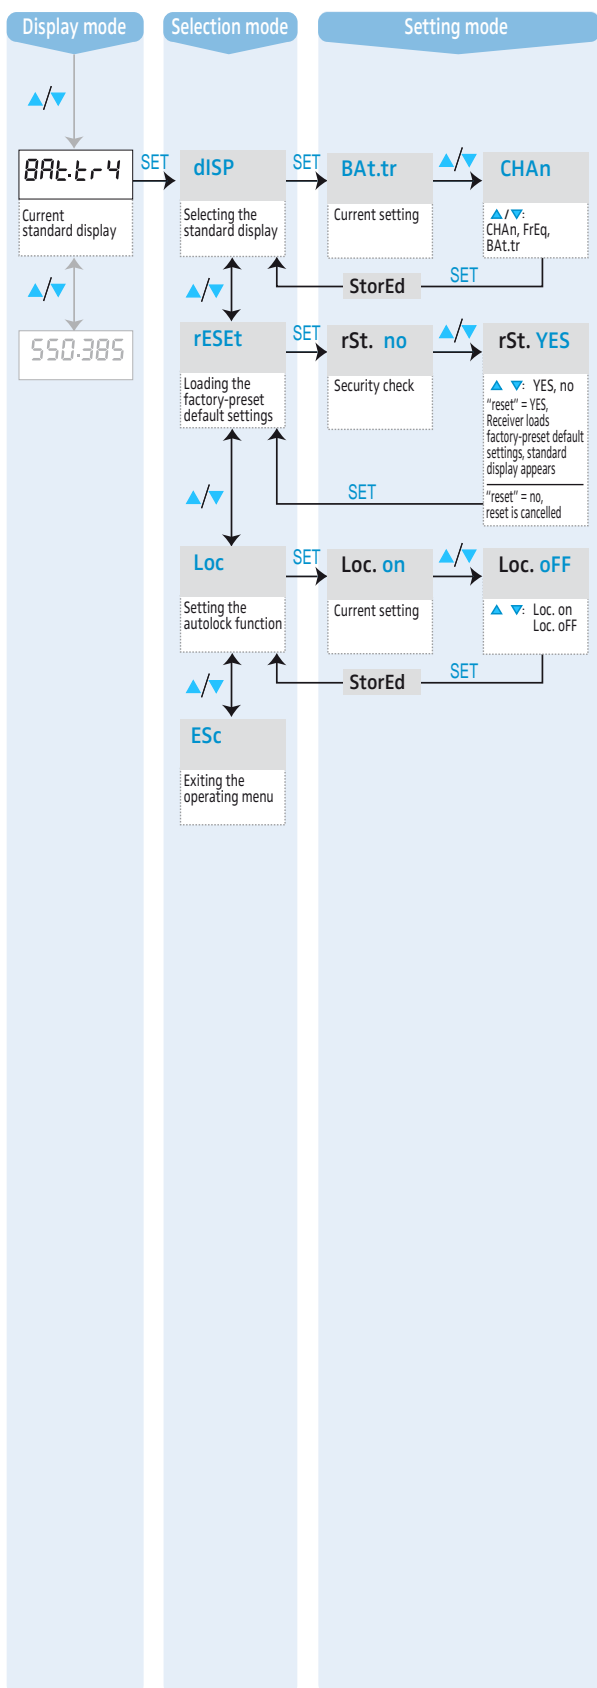 Display mode
Selection mode
Setting mode
▲/▼
BAt.tr4
SET
dISP
SET
BAt.tr
▲/▼
CHAn
Current
standard display
Selecting the
standard display
Current setting
▲/▼:
CHAn, FrEq,
BAt.tr
▲/▼
▲/▼
StorEd
SET
550.385
rESEt
SET
rSt. no
▲/▼
rSt. YES
Loading the
factory-preset
default settings
Security check
▲ ▼: YES, no
"reset" = YES,
Receiver loads
factory-preset default
settings, standard
display appears
"reset" = no,
reset is cancelled
▲/▼
SET
Loc
SET
Loc. on
▲/▼
Loc. oFF
Setting the
autolock function
Current setting
▲ ▼: Loc. on
Loc. oFF
▲/▼
StorEd
SET
ESc
Exiting the
operating menu